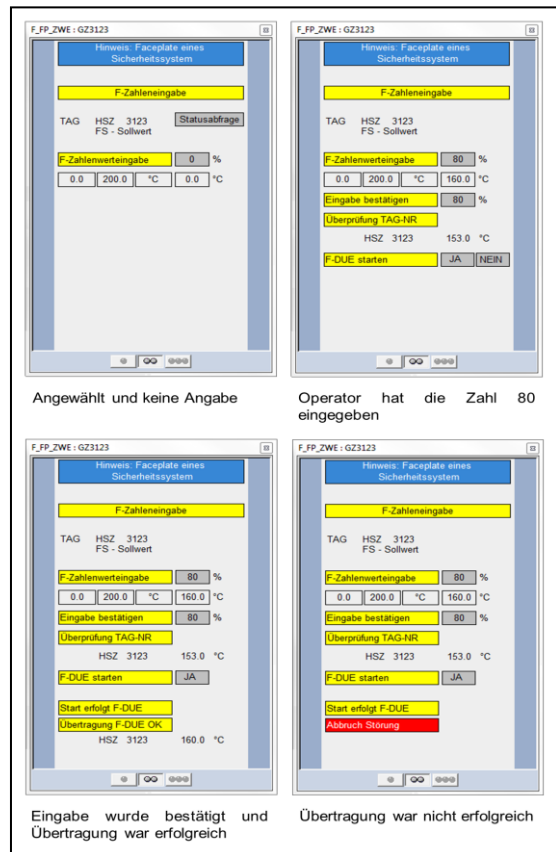 F_FP_ZWE : GZ3123
Hinweis: Faceplate eines
Sicherheitssystem
F-Zahleneingabe
TAG HSZ 3123 Statusabfrage
FS - Sollwert
F-Zahlenwerteingabe 0 %
0.0 200.0 °C 0.0 °C
Angewählt und keine Angabe
F_FP_ZWE : GZ3123
Hinweis: Faceplate eines
Sicherheitssystem
F-Zahleneingabe
TAG HSZ 3123
FS - Sollwert
F-Zahlenwerteingabe 80 %
0.0 200.0 °C 160.0 °C
Eingabe bestätigen 80 %
Überprüfung TAG-NR
HSZ 3123 153.0 °C
F-DUE starten JA NEIN
Operator hat die Zahl 80
eingegeben
F_FP_ZWE : GZ3123
Hinweis: Faceplate eines
Sicherheitssystem
F-Zahleneingabe
TAG HSZ 3123
FS - Sollwert
F-Zahlenwerteingabe 80 %
0.0 200.0 °C 160.0 °C
Eingabe bestätigen 80 %
Überprüfung TAG-NR
HSZ 3123 153.0 °C
F-DUE starten JA
Start erfolgt F-DUE
Übertragung F-DUE OK
HSZ 3123 160.0 °C
Eingabe wurde bestätigt und
Übertragung war erfolgreich
F_FP_ZWE : GZ3123
Hinweis: Faceplate eines
Sicherheitssystem
F-Zahleneingabe
TAG HSZ 3123
FS - Sollwert
F-Zahlenwerteingabe 80 %
0.0 200.0 °C 160.0 °C
Eingabe bestätigen 80 %
Überprüfung TAG-NR
HSZ 3123 153.0 °C
F-DUE starten JA
Start erfolgt F-DUE
Abbruch Störung
Übertragung war nicht erfolgreich